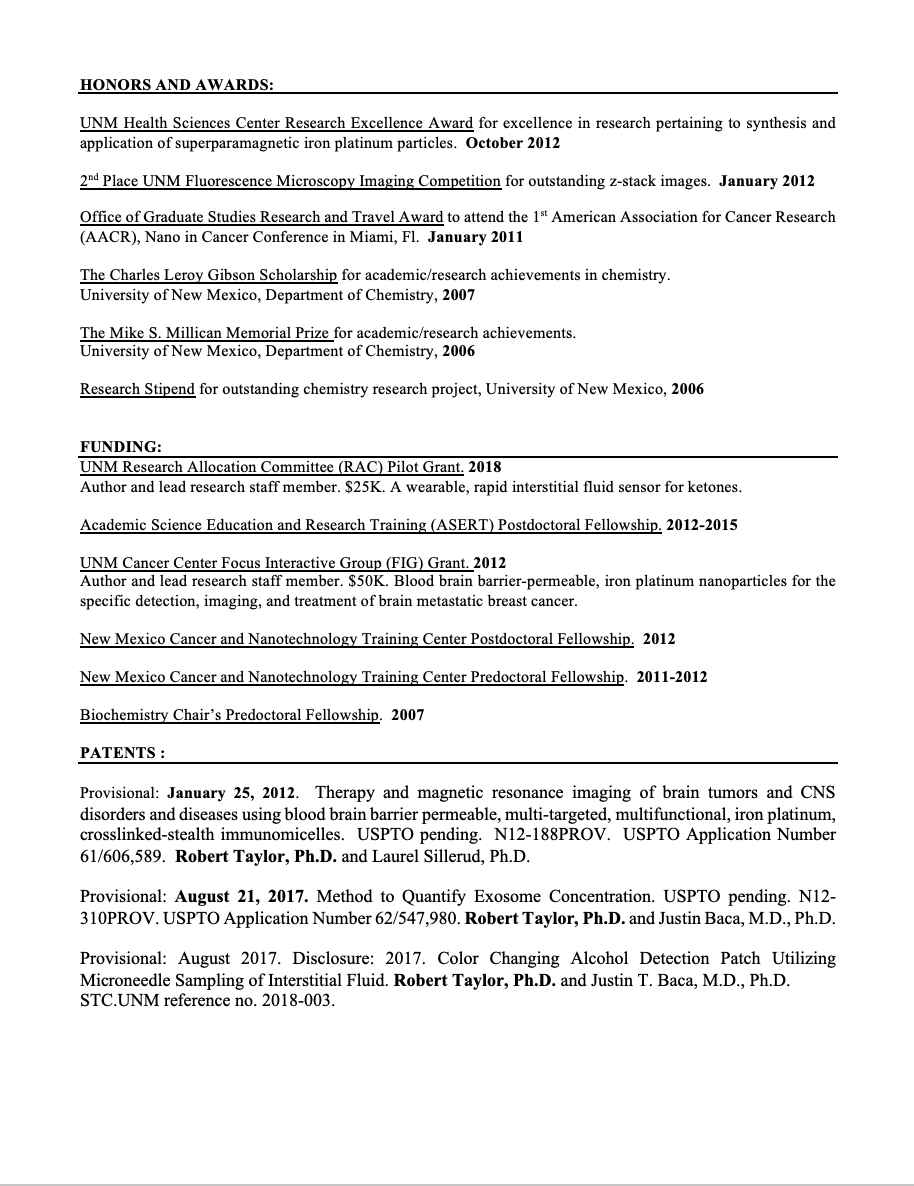 HONORS AND AWARDS:
UNM Health Sciences Center Research Excellence Award for excellence in research pertaining to synthesis and
application of superparamagnetic iron platinum particles. October 2012
2nd Place UNM Fluorescence Microscopy Imaging Competition for outstanding z-stack images. January 2012
Office of Graduate Studies Research and Travel Award to attend the 1st American Association for Cancer Research
(AACR), Nano in Cancer Conference in Miami, Fl. January 2011
The Charles Leroy Gibson Scholarship for academic/research achievements in chemistry.
University of New Mexico, Department of Chemistry, 2007
The Mike S. Millican Memorial Prize for academic/research achievements.
University of New Mexico, Department of Chemistry, 2006
Research Stipend for outstanding chemistry research project, University of New Mexico, 2006
FUNDING:
UNM Research Allocation Committee (RAC) Pilot Grant. 2018
Author and lead research staff member. $25K. A wearable, rapid interstitial fluid sensor for ketones.
Academic Science Education and Research Training (ASERT) Postdoctoral Fellowship. 2012-2015
UNM Cancer Center Focus Interactive Group (FIG) Grant. 2012
Author and lead research staff member. $50K. Blood brain barrier-permeable, iron platinum nanoparticles for the
specific detection, imaging, and treatment of brain metastatic breast cancer.
New Mexico Cancer and Nanotechnology Training Center Postdoctoral Fellowship. 2012
New Mexico Cancer and Nanotechnology Training Center Predoctoral Fellowship. 2011-2012
Biochemistry Chair’s Predoctoral Fellowship. 2007
PATENTS :
Provisional: January 25, 2012. Therapy and magnetic resonance imaging of brain tumors and CNS
disorders and diseases using blood brain barrier permeable, multi-targeted, multifunctional, iron platinum,
crosslinked-stealth immunomicelles. USPTO pending. N12-188PROV. USPTO Application Number
61/606,589. Robert Taylor, Ph.D. and Laurel Sillerud, Ph.D.
Provisional: August 21, 2017. Method to Quantify Exosome Concentration. USPTO pending. N12-
310PROV. USPTO Application Number 62/547,980. Robert Taylor, Ph.D. and Justin Baca, M.D., Ph.D.
Provisional: August 2017. Disclosure: 2017. Color Changing Alcohol Detection Patch Utilizing
Microneedle Sampling of Interstitial Fluid. Robert Taylor, Ph.D. and Justin T. Baca, M.D., Ph.D.
STC.UNM reference no. 2018-003.